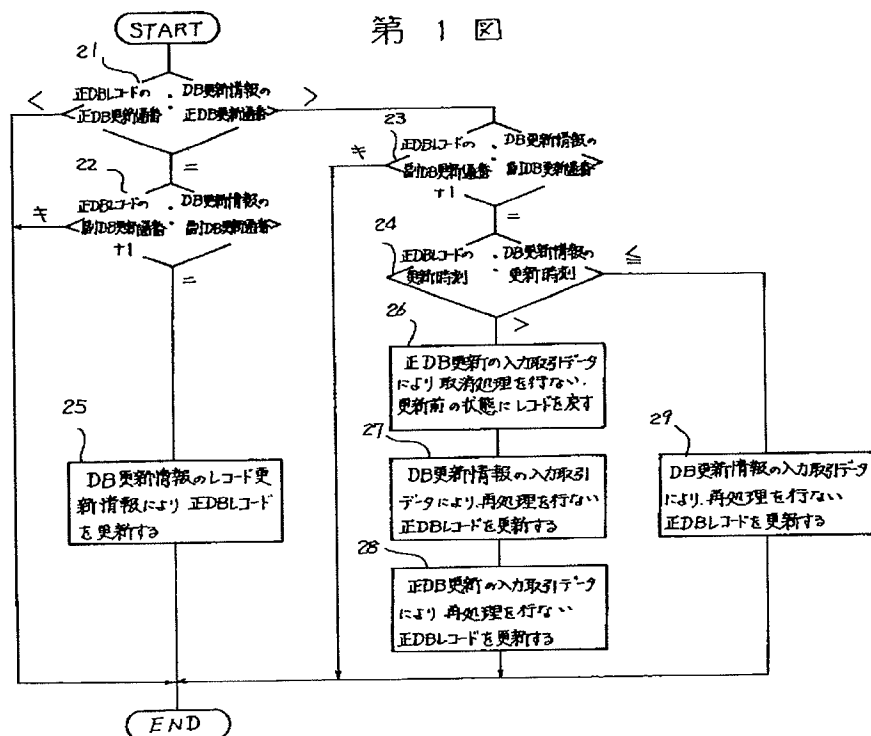 第 1 図
START
21
正DBレコードの : DB更新情報の
正DB更新通番 正DB更新通番
<
>
=
22
正DBレコードの : DB更新情報の
副DB更新通番 副DB更新通番
+1
≠
=
23
正DBレコードの : DB更新情報の
副DB更新通番 副DB更新通番
+1
≠
=
24
正DBレコードの : DB更新情報の
更新時刻 更新時刻
≦
>
25
DB更新情報のレコード更
新情報により 正DBレコード
を更新する
26
正DB更新の入力取引データ
により取消処理を行ない、
更新前の状態にレコードを戻す
27
DB更新情報の入力取引
データにより、再処理を行ない
正DBレコードを更新する
28
正DB更新の入力取引データ
により 再処理を行ない
正DBレコードを更新する
29
DB更新情報の入力取引データ
により、再処理を行ない
正DBレコードを更新する
END